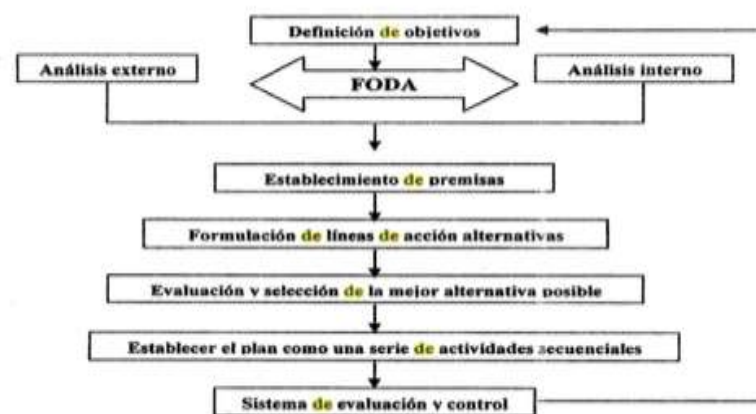 Definición de objetivos
Análisis externo
FODA
Análisis interno
Establecimiento de premisas
Formulación de líneas de acción alternativas
Evaluación y selección de la mejor alternativa posible
Establecer el plan como una serie de actividades secuenciales
Sistema de evaluación y control